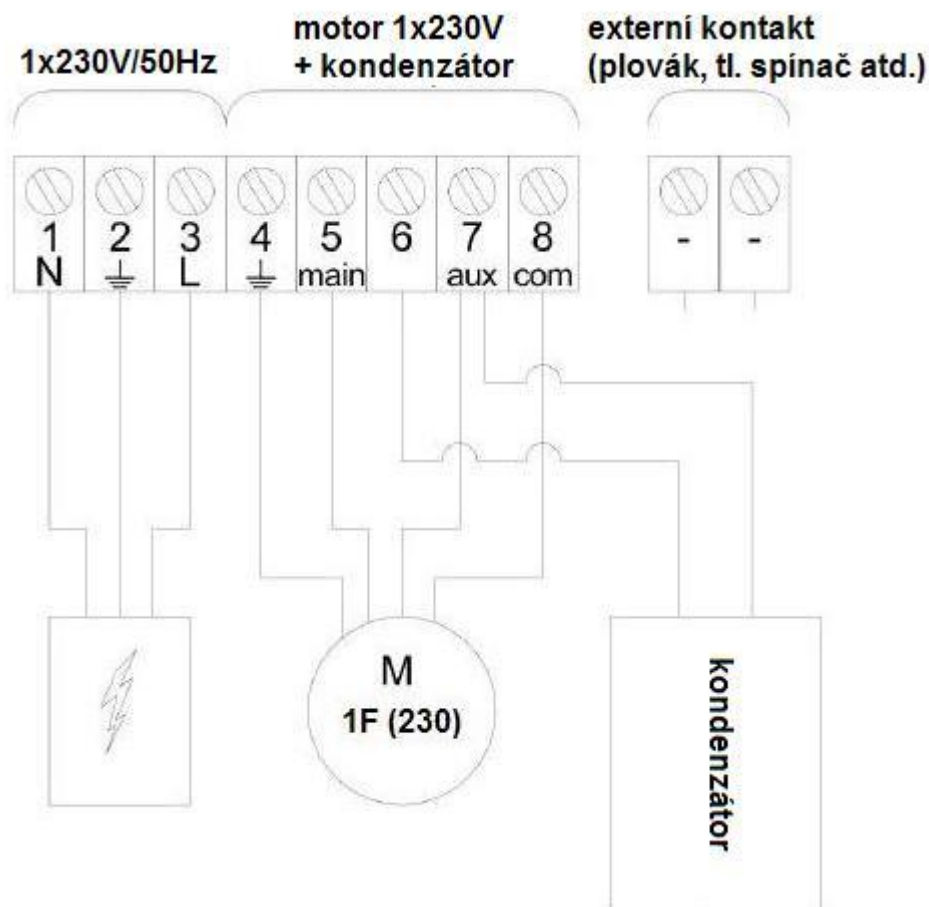 1x230V/50Hz
motor 1x230V
+ kondenzátor
externí kontakt
(plovák, tl. spínač atd.)
1 2 3 4 5 6 7 8 - -
N L main aux com
M
1F (230)
kondenzátor